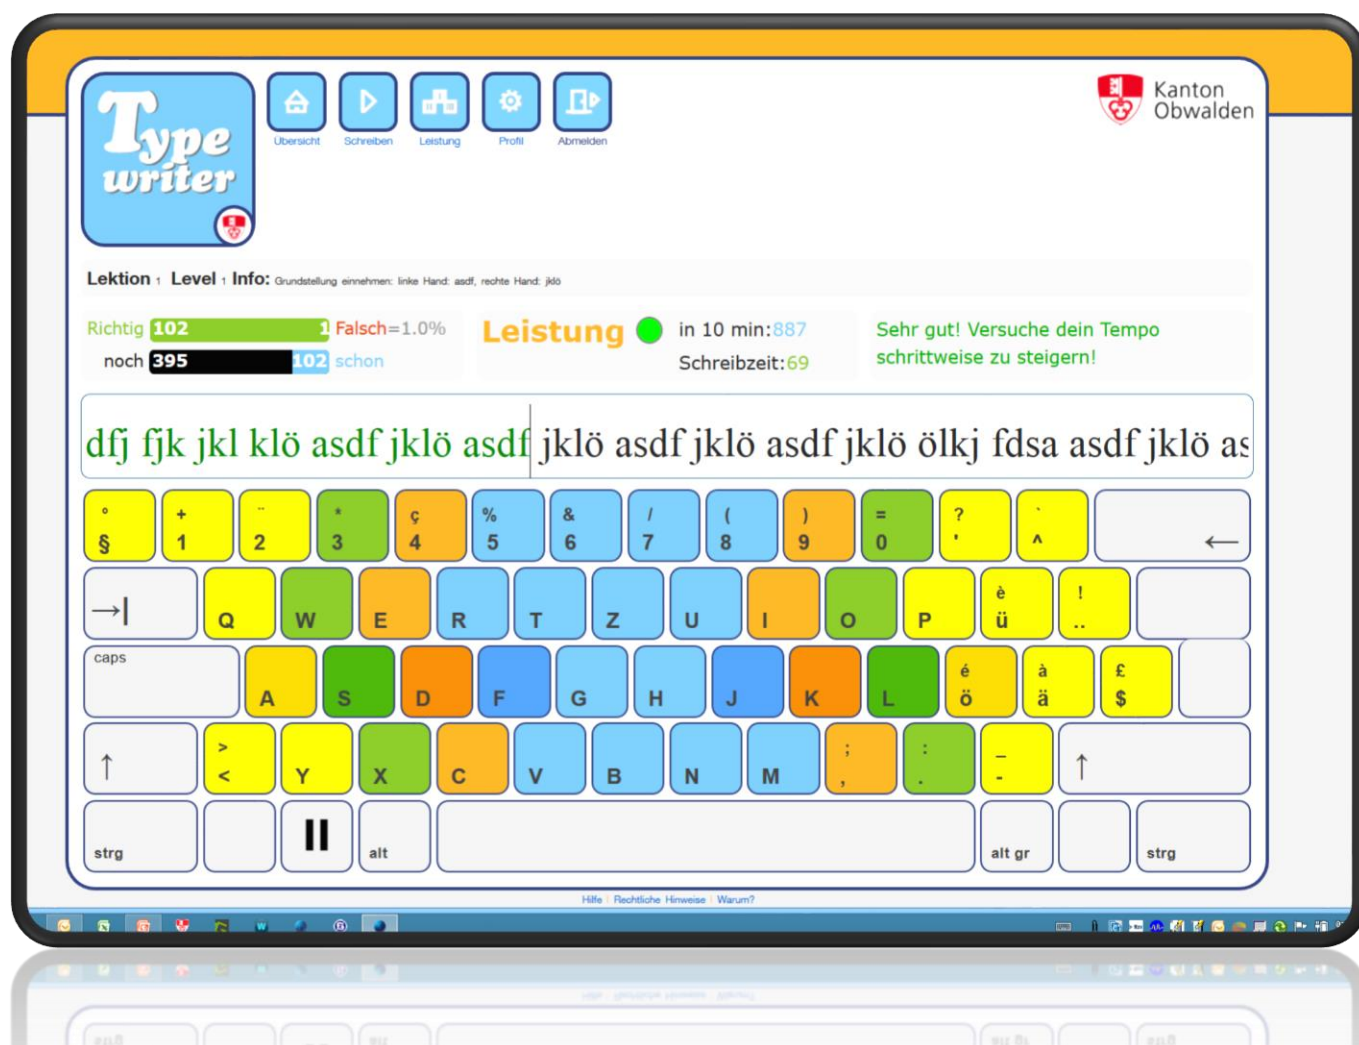 Type
writer
Übersicht Schreiben Leistung Profil Abmelden
Kanton
Obwalden
Lektion 1 Level 1 Info: Grundstellung einnehmen: linke Hand: asdf, rechte Hand: jklö
Richtig 102 1 Falsch=1.0%
noch 395 102 schon
Leistung in 10 min:887
Schreibzeit:69
Sehr gut! Versuche dein Tempo
schrittweise zu steigern!
dfj fjk jkl klö asdf jklö asdf jklö asdf jklö asdf jklö ölkj fdsa asdf jklö as
° + ¨ * ç % & / ( ) = ? `
§ 1 2 3 4 5 6 7 8 9 0 ' ^ ←
è !
→| Q W E R T Z U I O P ü ..
caps é à £
A S D F G H J K L ö ä $
> ; : _
↑ < Y X C V B N M , . - ↑
strg alt alt gr strg
Hilfe | Rechtliche Hinweise | Warum?